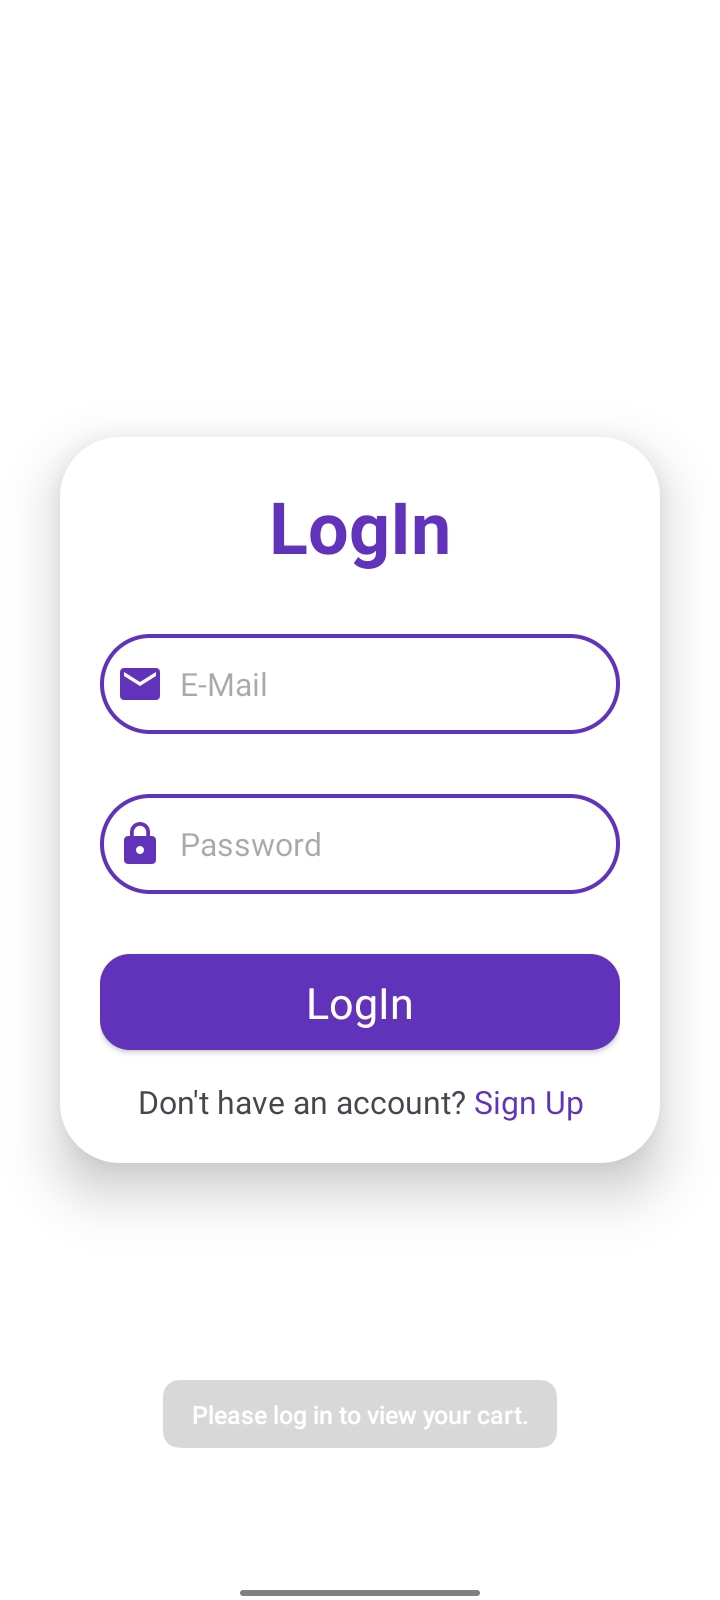 LogIn
E-Mail
Password
LogIn
Don't have an account? Sign Up
Please log in to view your cart.